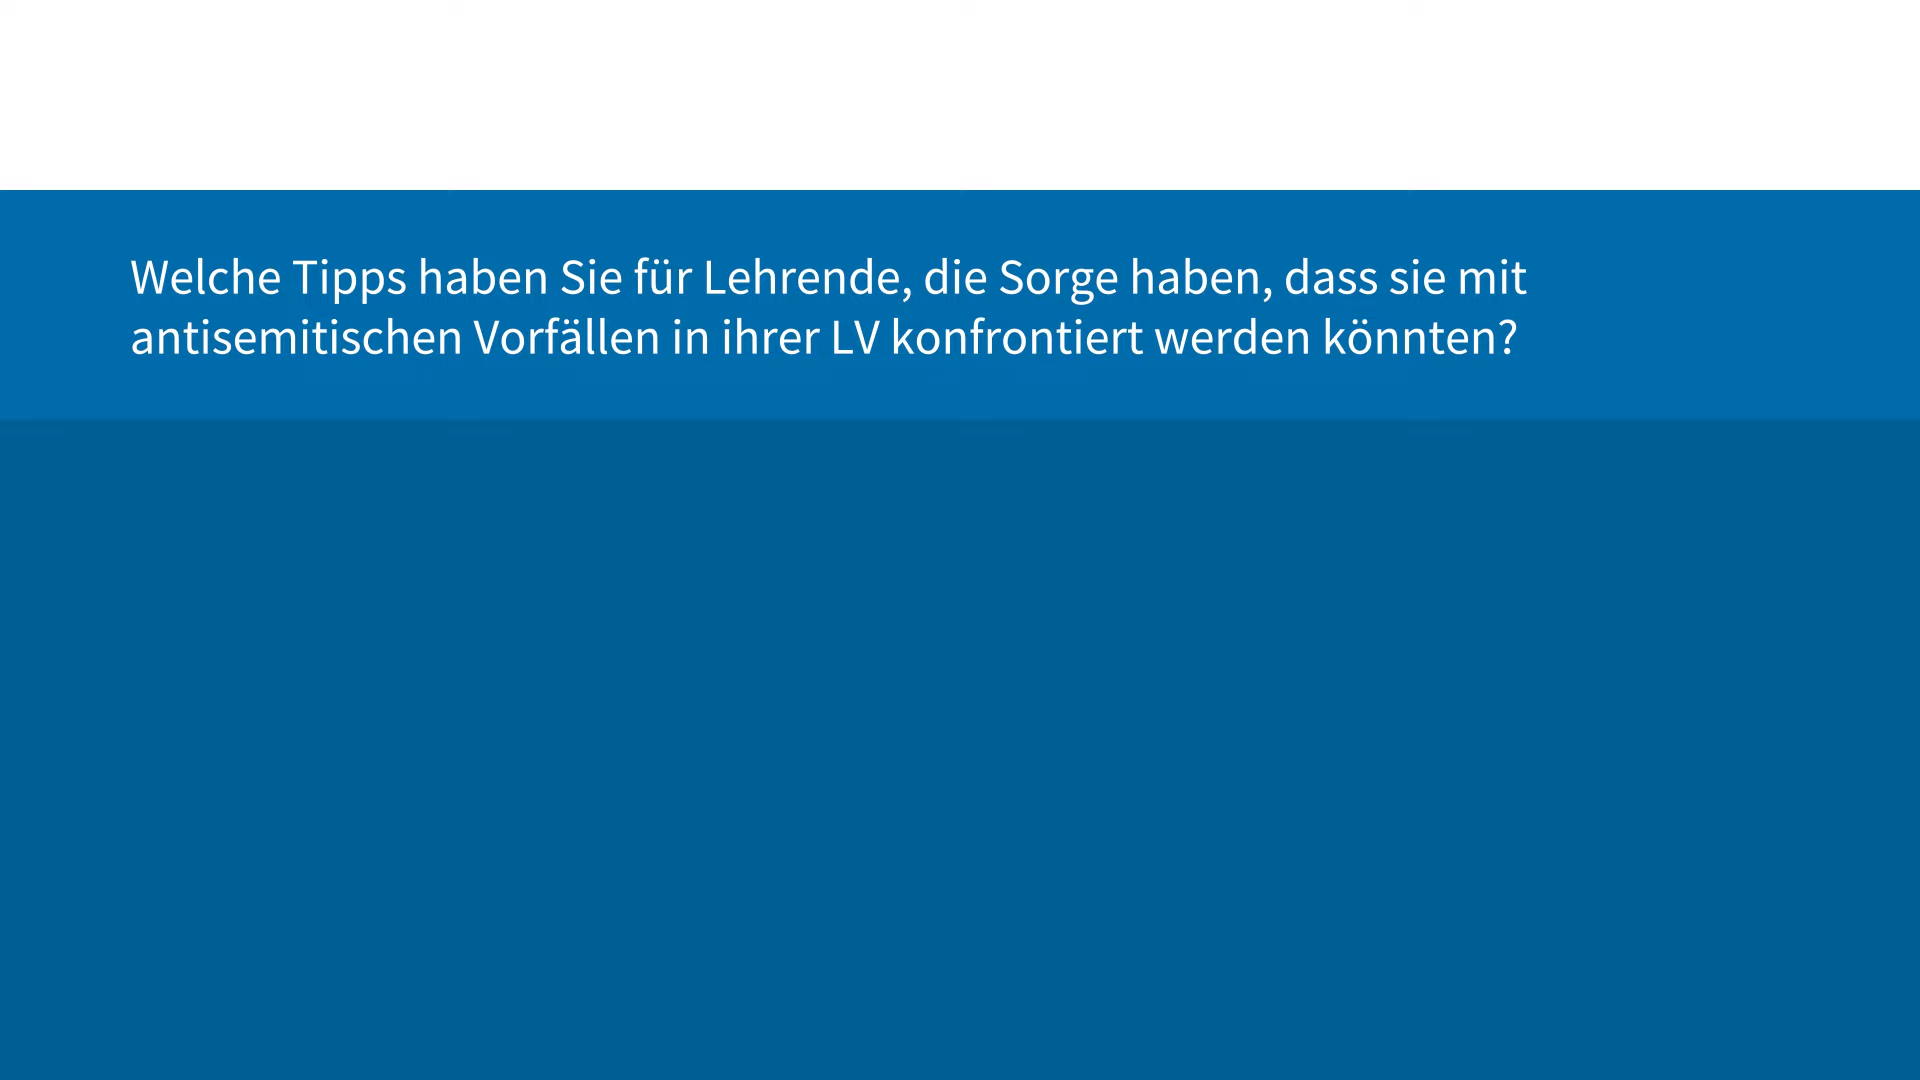 Welche Tipps haben Sie für Lehrende, die Sorge haben, dass sie mit
antisemitischen Vorfällen in ihrer LV konfrontiert werden könnten?